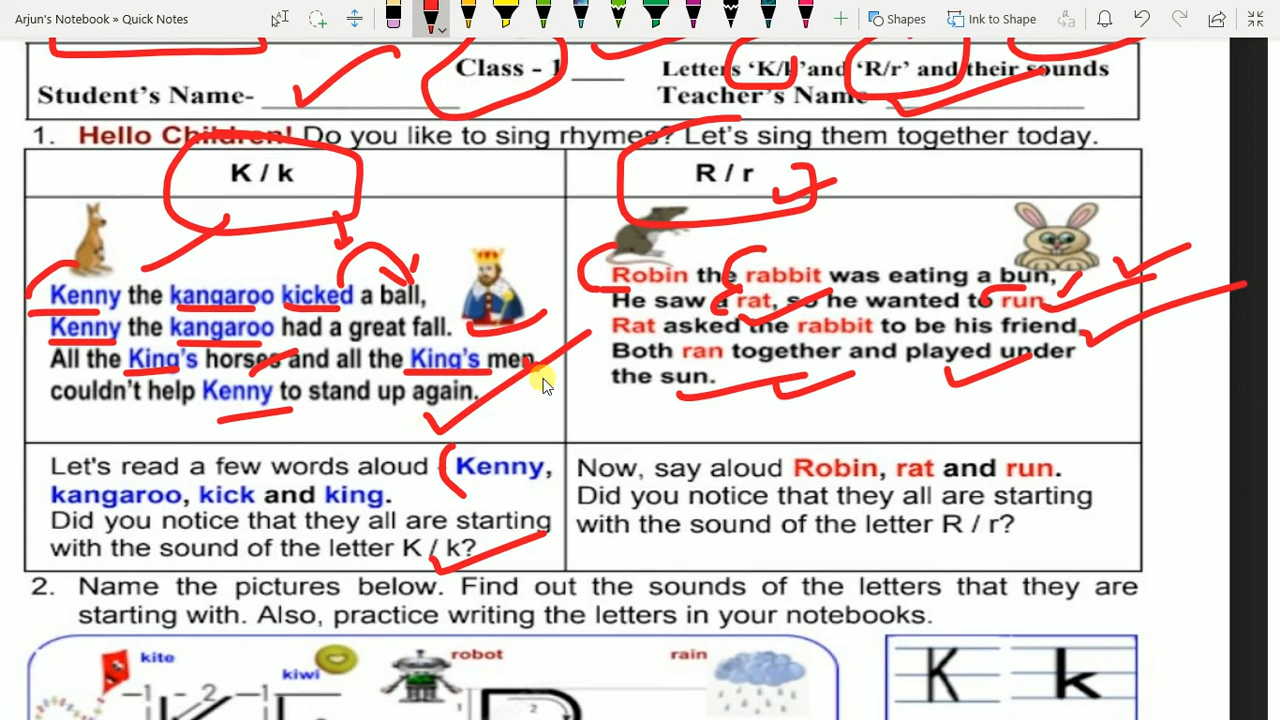 Arjun's Notebook » Quick Notes
Shapes
Ink to Shape
Class - 1 ____ Letters ‘K/k’and ‘R/r’ and their sounds
Student’s Name- ____________ Teacher’s Name ____________
1. Hello Children! Do you like to sing rhymes? Let’s sing them together today.
K / k
R / r
Kenny the kangaroo kicked a ball,
Kenny the kangaroo had a great fall.
All the King’s horses and all the King’s men
couldn’t help Kenny to stand up again.
Robin the rabbit was eating a bun,
He saw a rat, so he wanted to run
Rat asked the rabbit to be his friend
Both ran together and played under
the sun.
Let's read a few words aloud Kenny,
kangaroo, kick and king.
Did you notice that they all are starting
with the sound of the letter K / k?
Now, say aloud Robin, rat and run.
Did you notice that they all are starting
with the sound of the letter R / r?
2. Name the pictures below. Find out the sounds of the letters that they are
starting with. Also, practice writing the letters in your notebooks.
kite
kiwi
robot
rain
1 2 1
1 2
K k